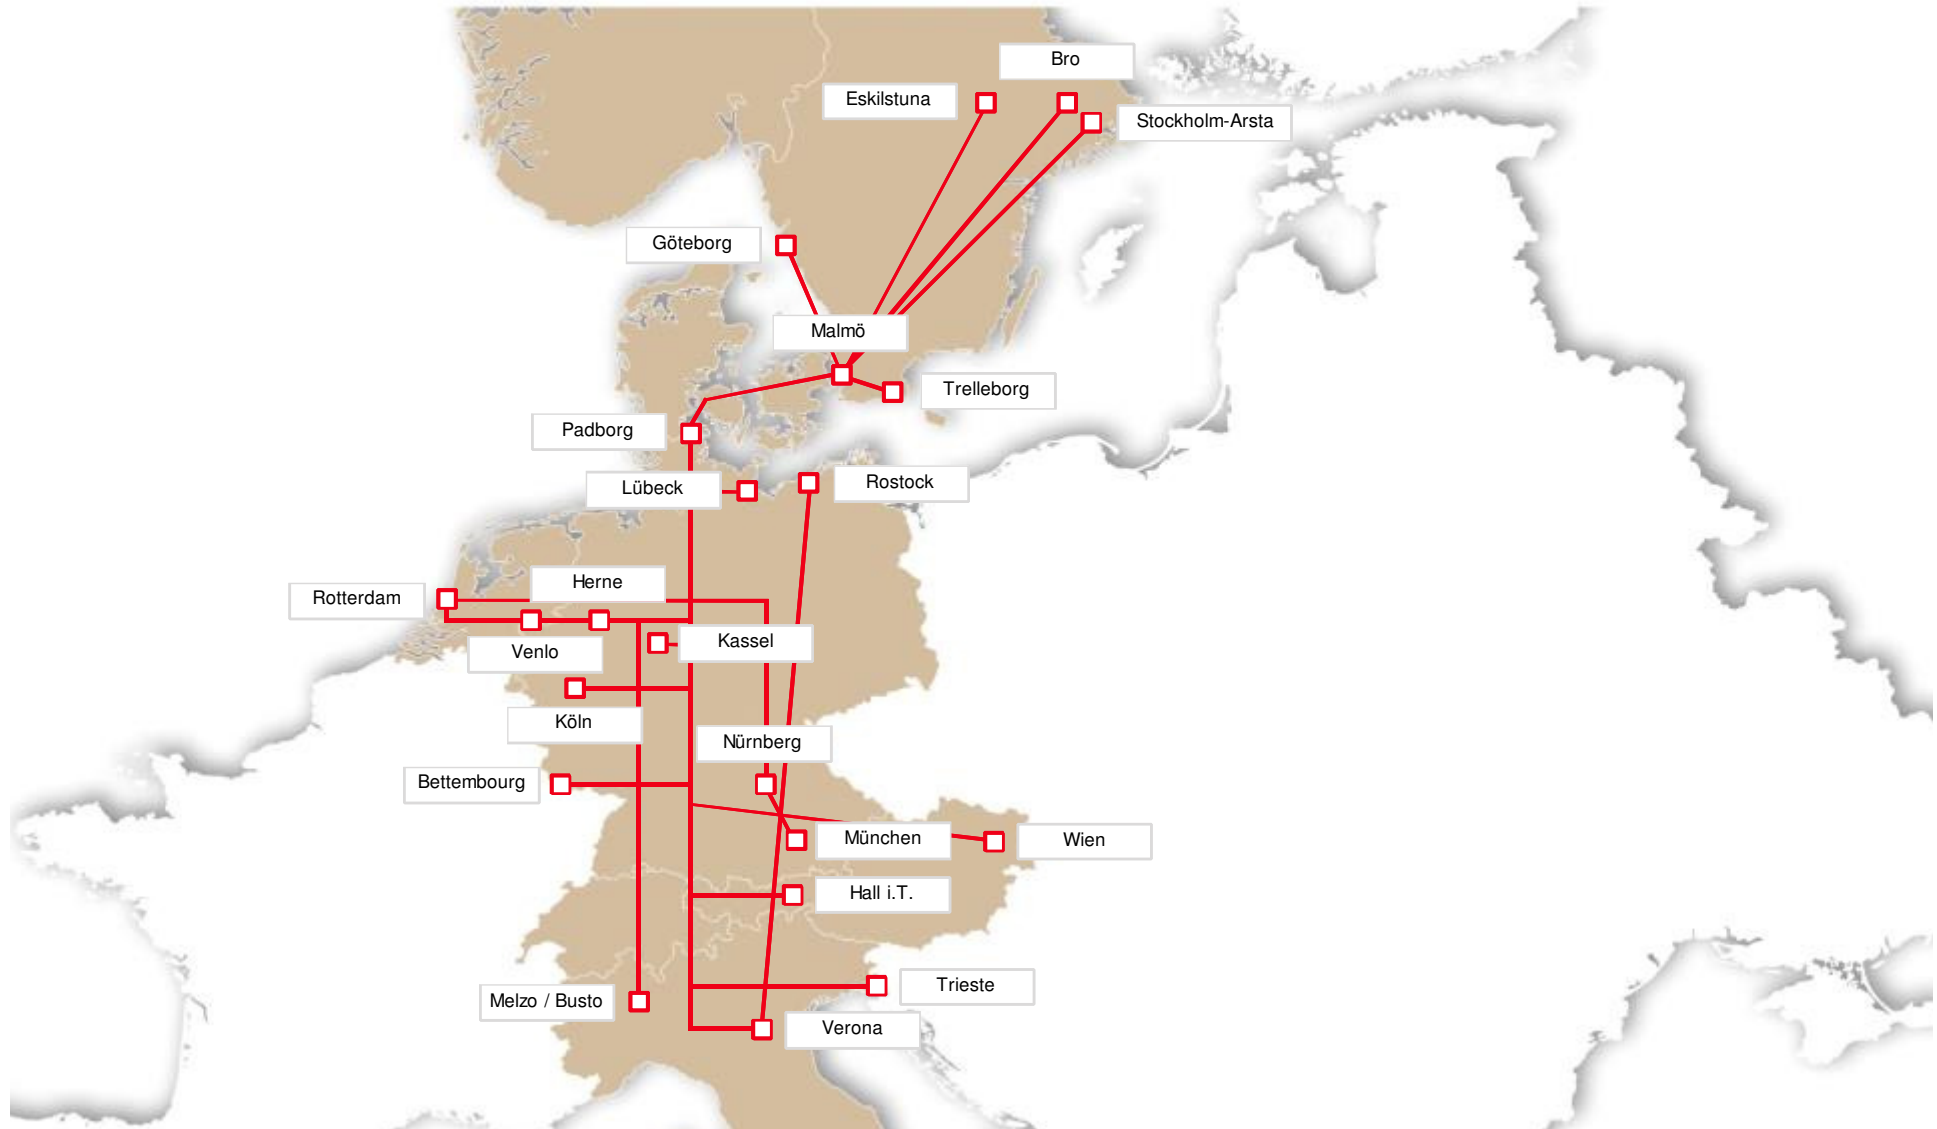 Bro
Eskilstuna
Stockholm-Arsta
Göteborg
Malmö
Trelleborg
Padborg
Lübeck
Rostock
Herne
Rotterdam
Kassel
Venlo
Köln
Nürnberg
Bettembourg
München
Wien
Hall i.T.
Trieste
Melzo / Busto
Verona